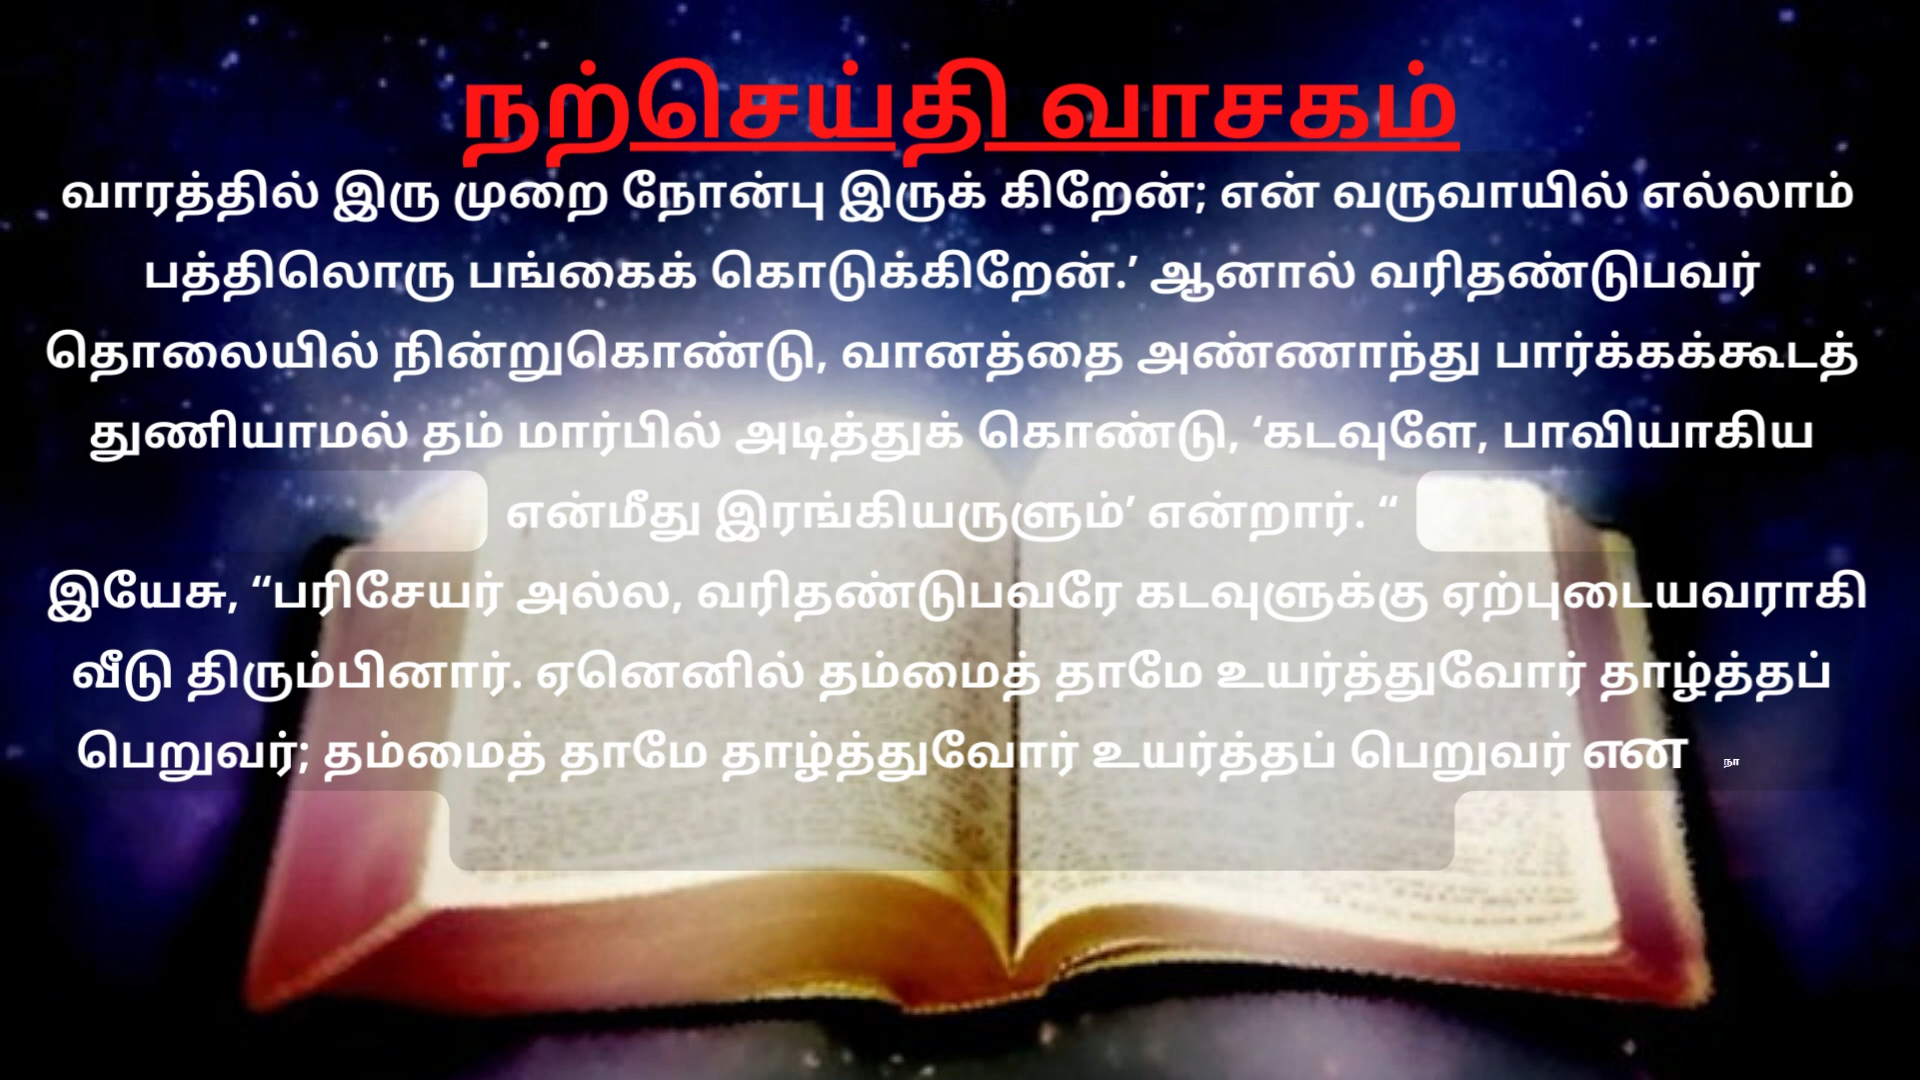 நற்செய்தி வாசகம்
வாரத்தில் இரு முறை நோன்பு இருக் கிறேன்; என் வருவாயில் எல்லாம்
பத்திலொரு பங்கைக் கொடுக்கிறேன்.’ ஆனால் வரிதண்டுபவர்
தொலையில் நின்றுகொண்டு, வானத்தை அண்ணாந்து பார்க்கக்கூடத்
துணியாமல் தம் மார்பில் அடித்துக் கொண்டு, ‘கடவுளே, பாவியாகிய
என்மீது இரங்கியருளும்’ என்றார். “
இயேசு, “பரிசேயர் அல்ல, வரிதண்டுபவரே கடவுளுக்கு ஏற்புடையவராகி
வீடு திரும்பினார். ஏனெனில் தம்மைத் தாமே உயர்த்துவோர் தாழ்த்தப்
பெறுவர்; தம்மைத் தாமே தாழ்த்துவோர் உயர்த்தப் பெறுவர் என நா